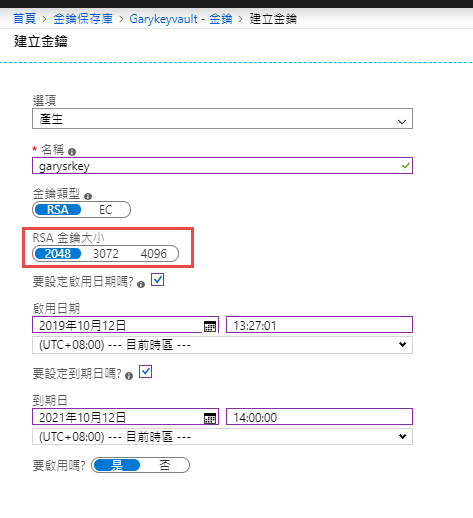 首頁 > 金鑰保存庫 > Garykeyvault - 金鑰 > 建立金鑰
建立金鑰
選項
產生
* 名稱
garysrkey
金鑰類型
RSA EC
RSA 金鑰大小
2048 3072 4096
要設定啟用日期嗎?
啟用日期
2019年10月12日 13:27:01
(UTC+08:00) --- 目前時區 ---
要設定到期日嗎?
到期日
2021年10月12日 14:00:00
(UTC+08:00) --- 目前時區 ---
要啟用嗎? 是 否